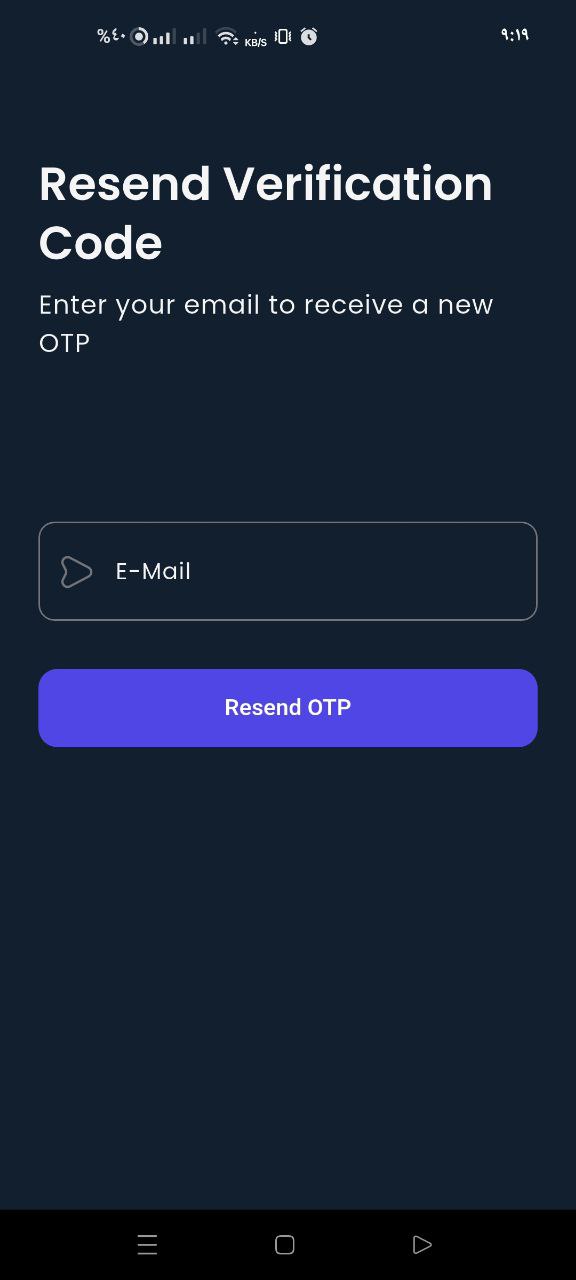 %٤٠
KB/S
٩:١٩
Resend Verification
Code
Enter your email to receive a new
OTP
E-Mail
Resend OTP